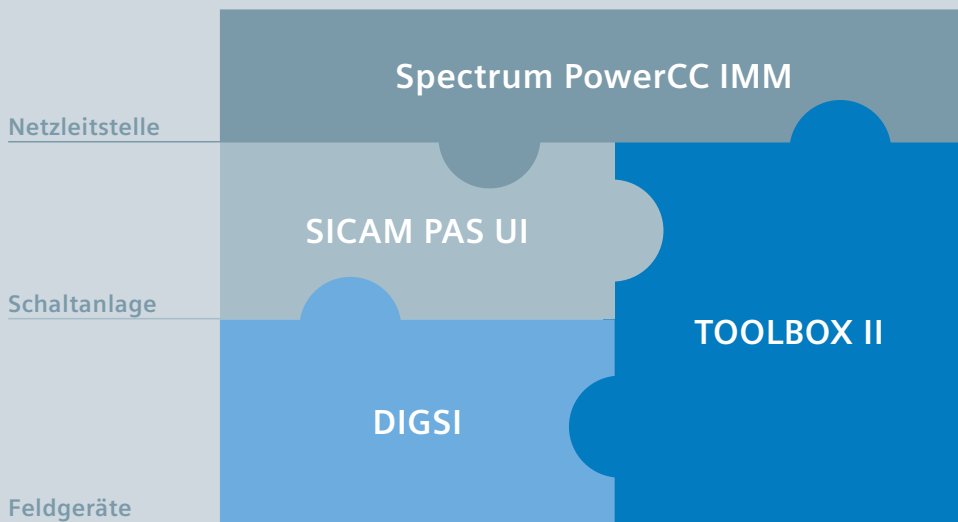 Spectrum PowerCC IMM
Netzleitstelle
SICAM PAS UI
Schaltanlage
TOOLBOX II
DIGSI
Feldgeräte